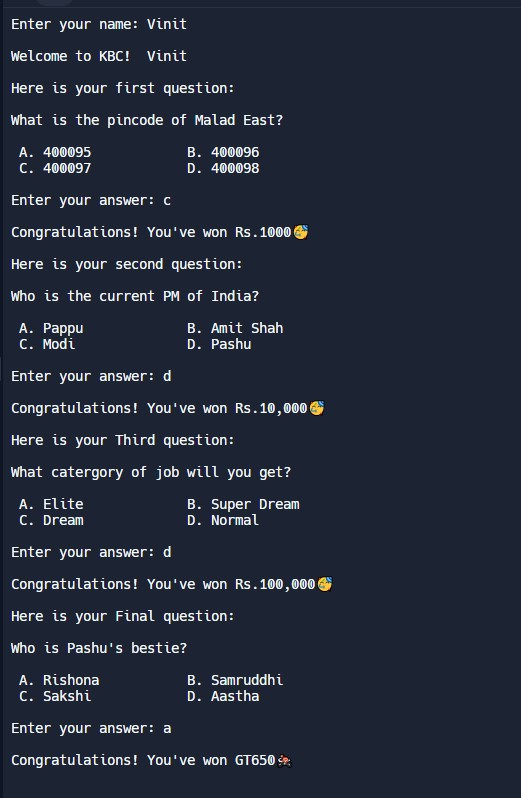 Enter your name: Vinit
Welcome to KBC!  Vinit
Here is your first question:
What is the pincode of Malad East?
A. 400095 B. 400096
C. 400097 D. 400098
Enter your answer: c
Congratulations! You've won Rs.1000🥳
Here is your second question:
Who is the current PM of India?
A. Pappu B. Amit Shah
C. Modi D. Pashu
Enter your answer: d
Congratulations! You've won Rs.10,000🥳
Here is your Third question:
What catergory of job will you get?
A. Elite B. Super Dream
C. Dream D. Normal
Enter your answer: d
Congratulations! You've won Rs.100,000🥳
Here is your Final question:
Who is Pashu's bestie?
A. Rishona B. Samruddhi
C. Sakshi D. Aastha
Enter your answer: a
Congratulations! You've won GT650